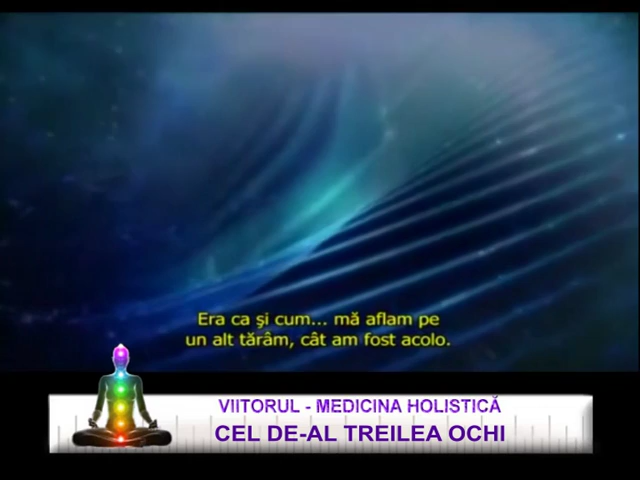 Era ca şi cum... mă aflam pe
un alt tărâm, cât am fost acolo.
VIITORUL - MEDICINA HOLISTICĂ
CEL DE-AL TREILEA OCHI